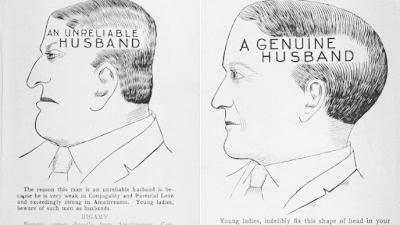 AN UNRELIABLE
HUSBAND
The reason this man is an unreliable husband is be-
cause he is very weak in Conjugality and Parental Love
and exceedingly strong in Amativeness. Young ladies,
beware of such men as husbands.
BIGAMY.
A GENUINE
HUSBAND
Young ladies, indelibly fix this shape of head in your